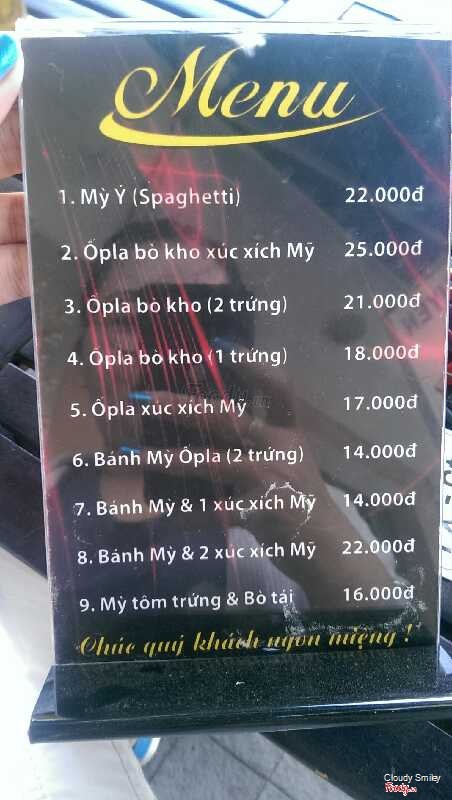 Menu
1. Mỳ Ý (Spaghetti) 22.000đ
2. Ốpla bò kho xúc xích Mỹ 25.000đ
3. Ốpla bò kho (2 trứng) 21.000đ
4. Ốpla bò kho (1 trứng) 18.000đ
5. Ốpla xúc xích Mỹ 17.000đ
6. Bánh Mỳ Ốpla (2 trứng) 14.000đ
7. Bánh Mỳ & 1 xúc xích Mỹ 14.000đ
8. Bánh Mỳ & 2 xúc xích Mỹ 22.000đ
9. Mỳ tôm trứng & Bò tái 16.000đ
Chúc quý khách ngon miệng !
Cloudy Smiley
Foody.vn